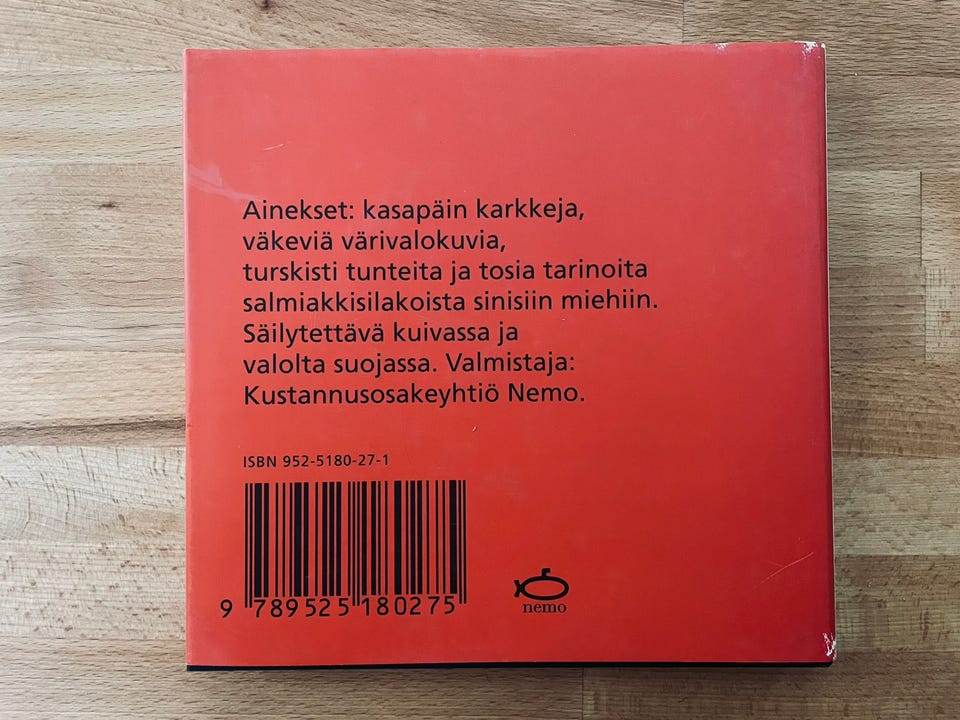 Ainekset: kasapäin karkkeja,
väkeviä värivalokuvia,
turskisti tunteita ja tosia tarinoita
salmiakkisilakoista sinisiin miehiin.
Säilytettävä kuivassa ja
valolta suojassa. Valmistaja:
Kustannusosakeyhtiö Nemo.
ISBN 952-5180-27-1
9 789525 180275
nemo